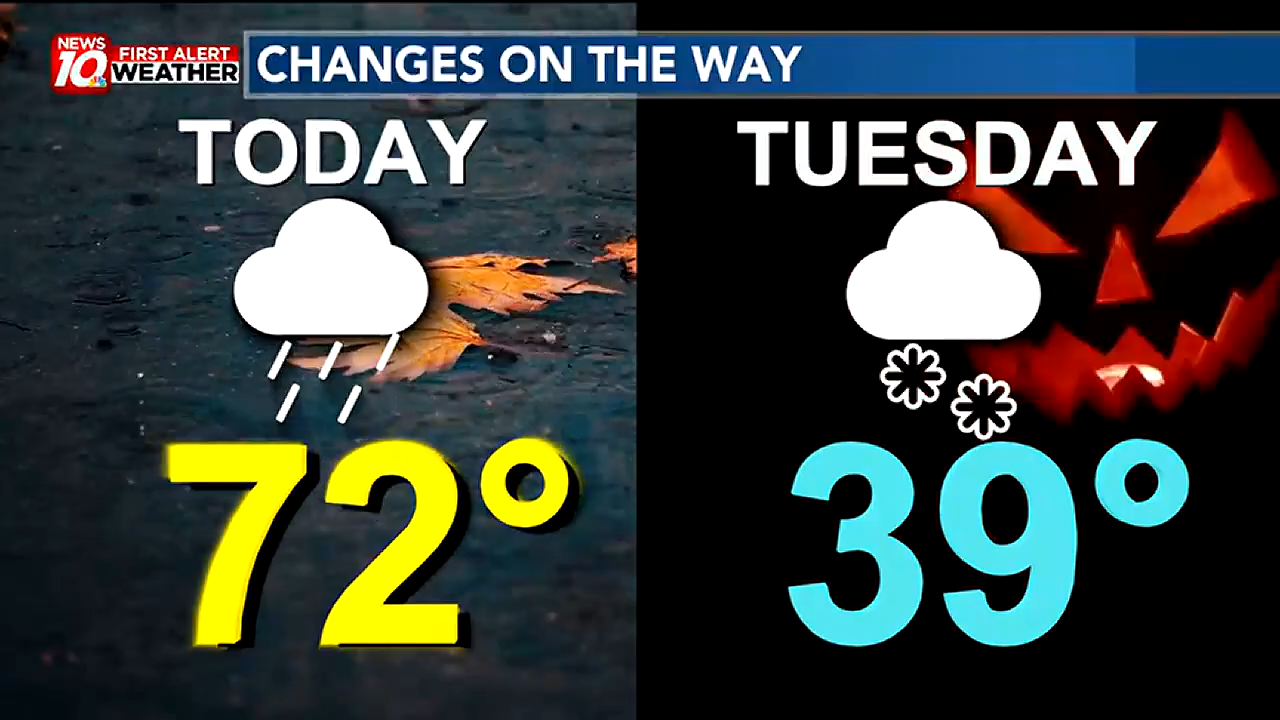 NEWS
10
FIRST ALERT
WEATHER
CHANGES ON THE WAY
TODAY
72°
TUESDAY
39°